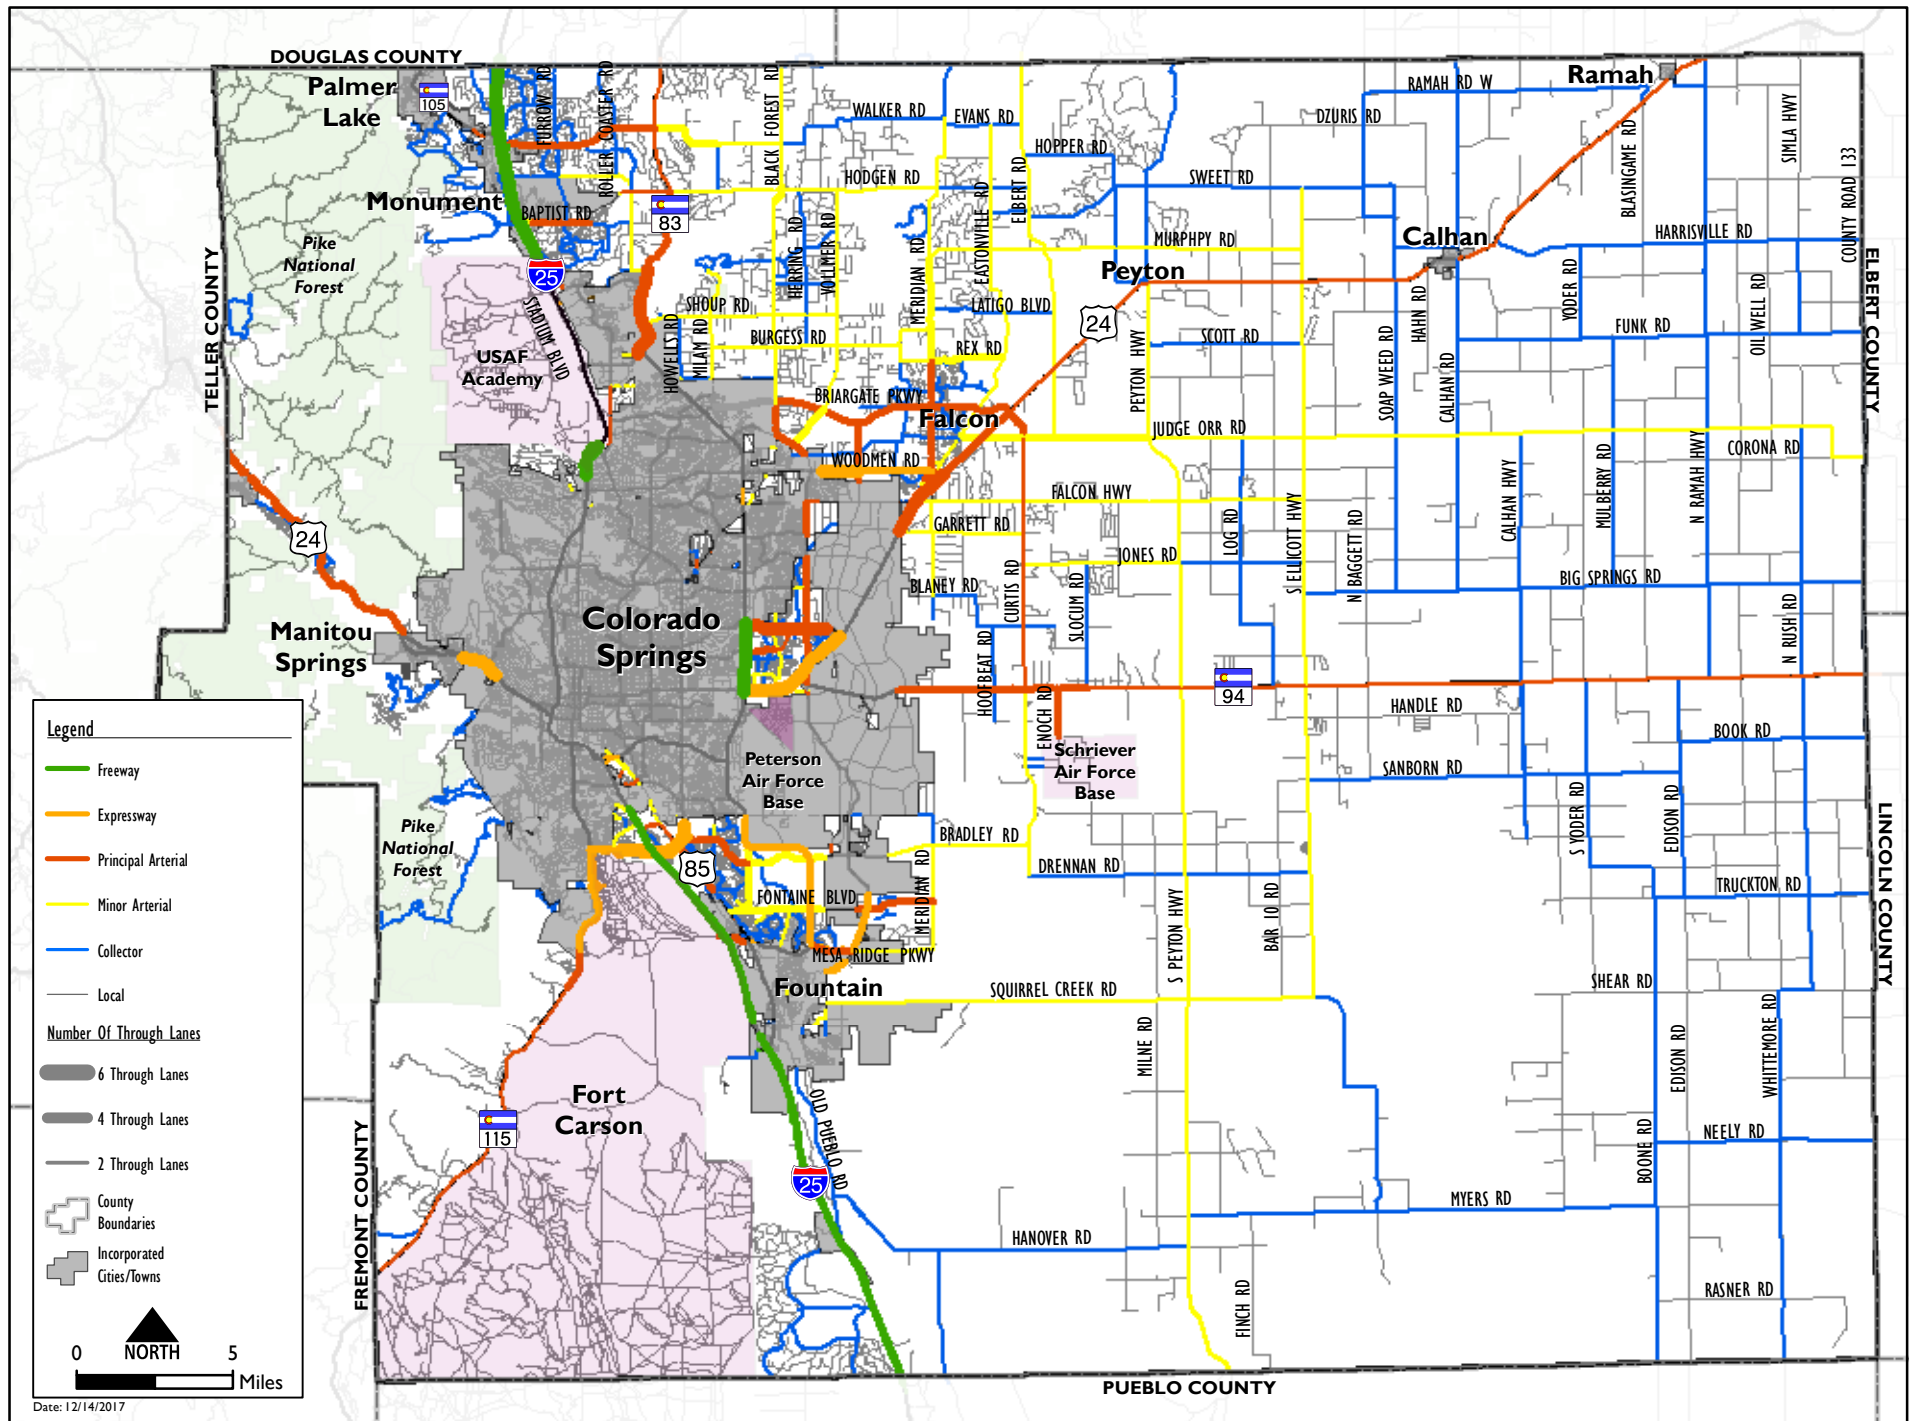 DOUGLAS COUNTY
Palmer
Lake
105
FURROW RD
ROLLER COASTER RD
BLACK FOREST RD
WALKER RD
EVANS RD
HOPPER RD
RAMAH RD W
Ramah
DZURIS RD
BLASINGAME RD
SIMLA HWY
COUNTY ROAD 133
HODGEN RD
SWEET RD
Monument
BAPTIST RD
83
ELBERT RD
EASTONVILLE RD
MERIDIAN RD
HERRING RD
VOLLMER RD
MURPHPY RD
Calhan
HARRISVILLE RD
Pike
National
Forest
TELLER COUNTY
25
STADIUM BLVD
Peyton
YODER RD
OIL WELL RD
ELBERT COUNTY
SHOUP RD
LATIGO BLVD
24
HAHN RD
FUNK RD
HOWELLS RD
MILAM RD
BURGESS RD
REX RD
PEYTON HWY
SCOTT RD
SOAP WEED RD
CALHAN RD
USAF
Academy
BRIARGATE PKWY
Falcon
JUDGE ORR RD
CORONA RD
WOODMEN RD
FALCON HWY
CALHAN HWY
MULBERRY RD
N RAMAH HWY
GARRETT RD
LOG RD
S ELLICOTT HWY
N BAGGETT RD
24
JONES RD
BLANEY RD
CURTIS RD
SLOCUM RD
BIG SPRINGS RD
N RUSH RD
Colorado
Springs
Manitou
Springs
HOOFBEAT RD
ENOCH RD
94
HANDLE RD
BOOK RD
Schriever
Air Force
Base
Peterson
Air Force
Base
SANBORN RD
S YODER RD
EDISON RD
LINCOLN COUNTY
Pike
National
Forest
BRADLEY RD
DRENNAN RD
85
FONTAINE BLVD
MERIDIAN RD
TRUCKTON RD
S PEYTON HWY
BAR 10 RD
MESA RIDGE PKWY
Fountain
SQUIRREL CREEK RD
SHEAR RD
MILNE RD
EDISON RD
WHITTEMORE RD
Fort
Carson
115
OLD PUEBLO RD
25
BOONE RD
NEELY RD
MYERS RD
FREMONT COUNTY
HANOVER RD
FINCH RD
RASNER RD
PUEBLO COUNTY
Legend
Freeway
Expressway
Principal Arterial
Minor Arterial
Collector
Local
Number Of Through Lanes
6 Through Lanes
4 Through Lanes
2 Through Lanes
County
Boundaries
Incorporated
Cities/Towns
NORTH
0 5
Miles
Date: 12/14/2017